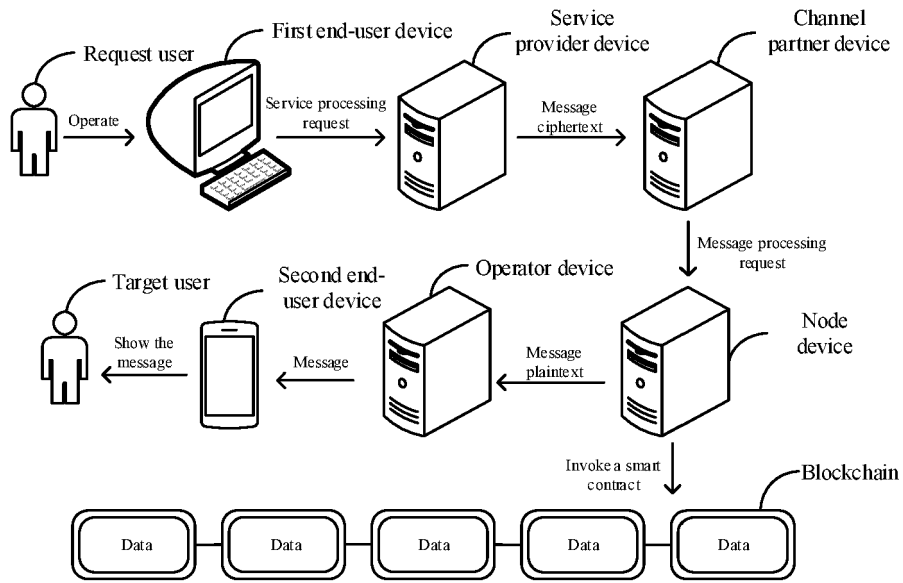 Request user
First end-user device
Service
provider device
Channel
partner device
Operate
Service processing
request
Message
ciphertext
Message processing
request
Target user
Second end-
user device
Operator device
Node
device
Show the
message
Message
Message
plaintext
Invoke a smart
contract
Blockchain
Data
Data
Data
Data
Data